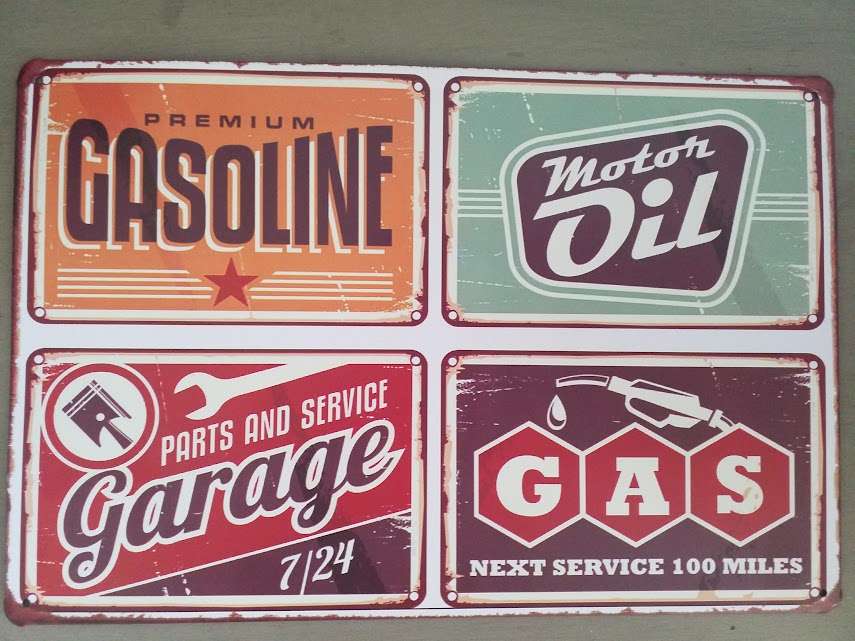 PREMIUM
GASOLINE
Motor
Oil
PARTS AND SERVICE
Garage
7/24
GAS
NEXT SERVICE 100 MILES